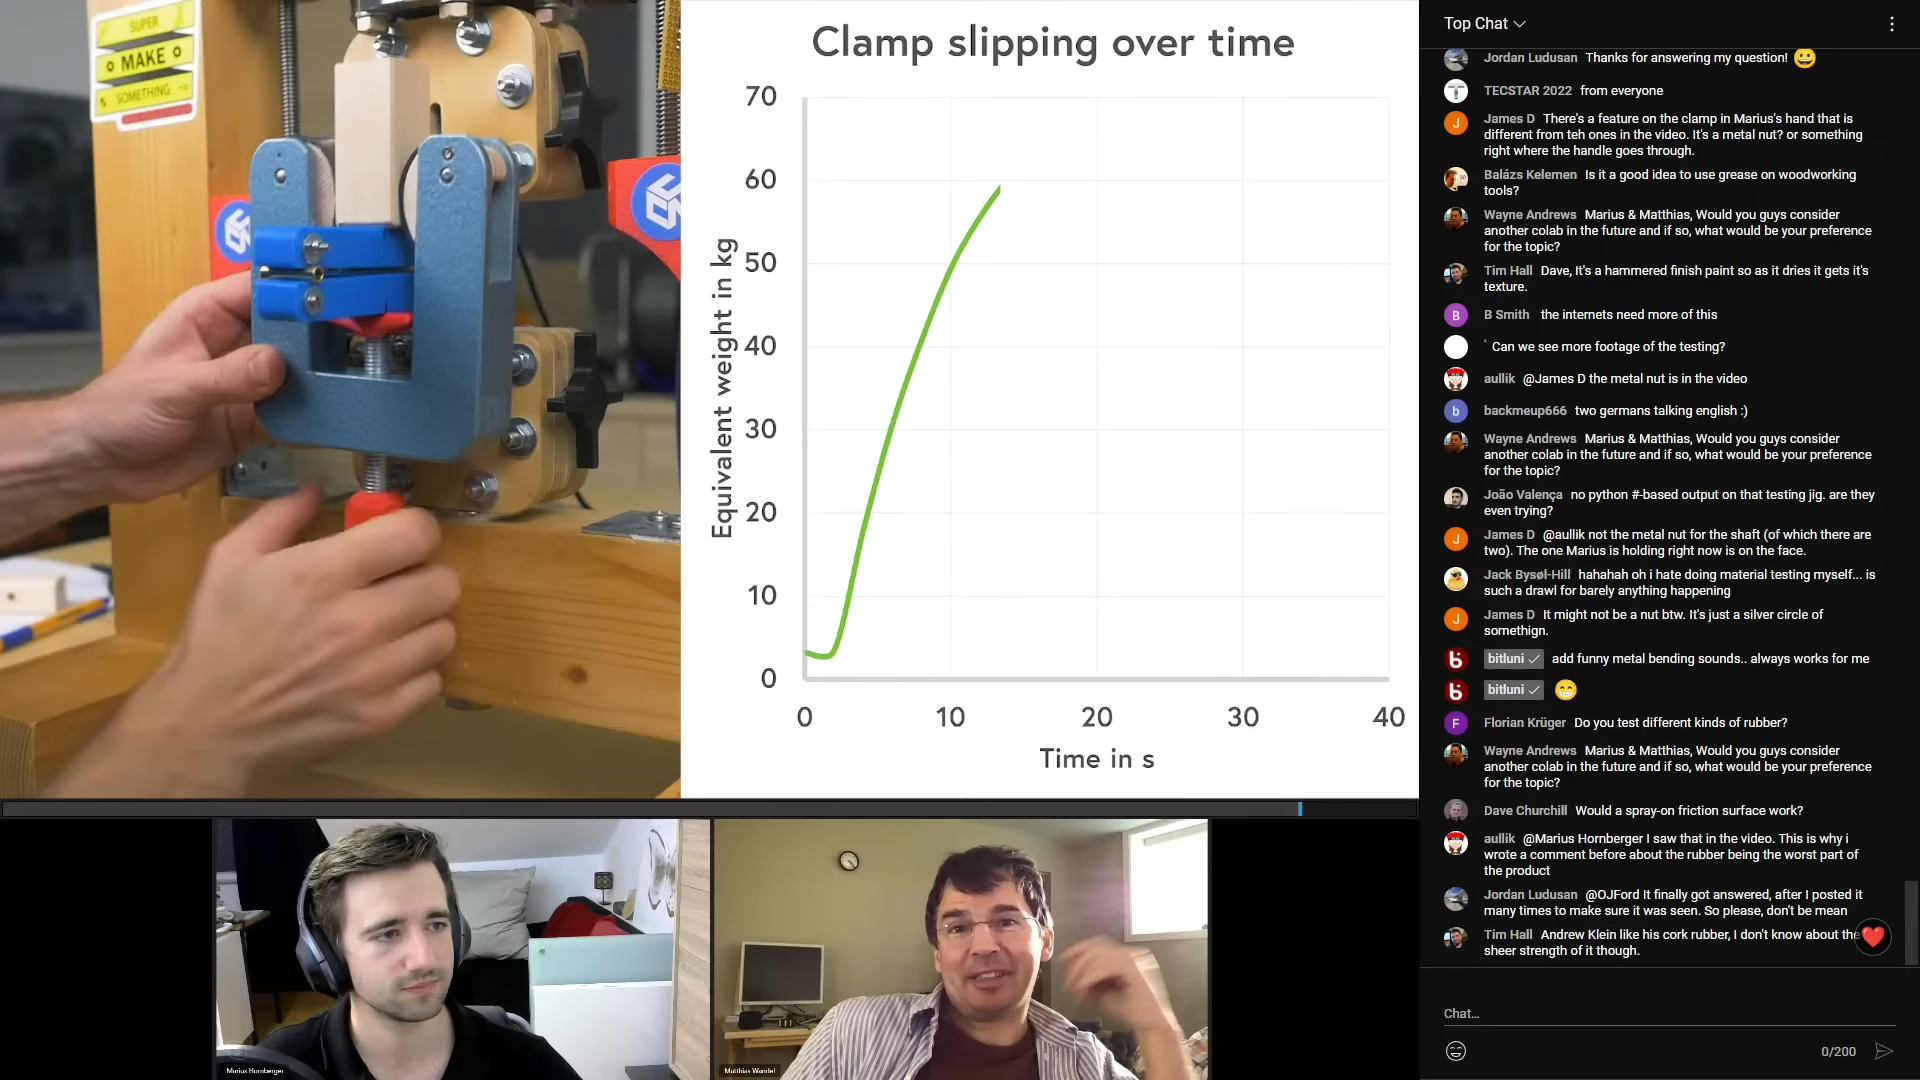 SUPER
MAKE
SOMETHING
Clamp slipping over time
70
60
50
40
30
20
10
0
Equivalent weight in kg
0 10 20 30 40
Time in s
Marius Hornberger
Matthias Wandel
Top Chat
Jordan Ludusan Thanks for answering my question! 😀
TECSTAR 2022 from everyone
James D There's a feature on the clamp in Marius's hand that is
different from teh ones in the video. It's a metal nut? or something
right where the handle goes through.
Balázs Kelemen Is it a good idea to use grease on woodworking
tools?
Wayne Andrews Marius & Matthias, Would you guys consider
another colab in the future and if so, what would be your preference
for the topic?
Tim Hall Dave, It's a hammered finish paint so as it dries it gets it's
texture.
B Smith the internets need more of this
‘ Can we see more footage of the testing?
aullik @James D the metal nut is in the video
backmeup666 two germans talking english :)
Wayne Andrews Marius & Matthias, Would you guys consider
another colab in the future and if so, what would be your preference
for the topic?
João Valença no python #-based output on that testing jig. are they
even trying?
James D @aullik not the metal nut for the shaft (of which there are
two). The one Marius is holding right now is on the face.
Jack Bysøl-Hill hahahah oh i hate doing material testing myself... is
such a drawl for barely anything happening
James D It might not be a nut btw. It's just a silver circle of
somethign.
bitluni add funny metal bending sounds.. always works for me
bitluni 😁
Florian Krüger Do you test different kinds of rubber?
Wayne Andrews Marius & Matthias, Would you guys consider
another colab in the future and if so, what would be your preference
for the topic?
Dave Churchill Would a spray-on friction surface work?
aullik @Marius Hornberger I saw that in the video. This is why i
wrote a comment before about the rubber being the worst part of
the product
Jordan Ludusan @OJFord It finally got answered, after I posted it
many times to make sure it was seen. So please, don't be mean
Tim Hall Andrew Klein like his cork rubber, I don't know about the
sheer strength of it though.
Chat...
0/200